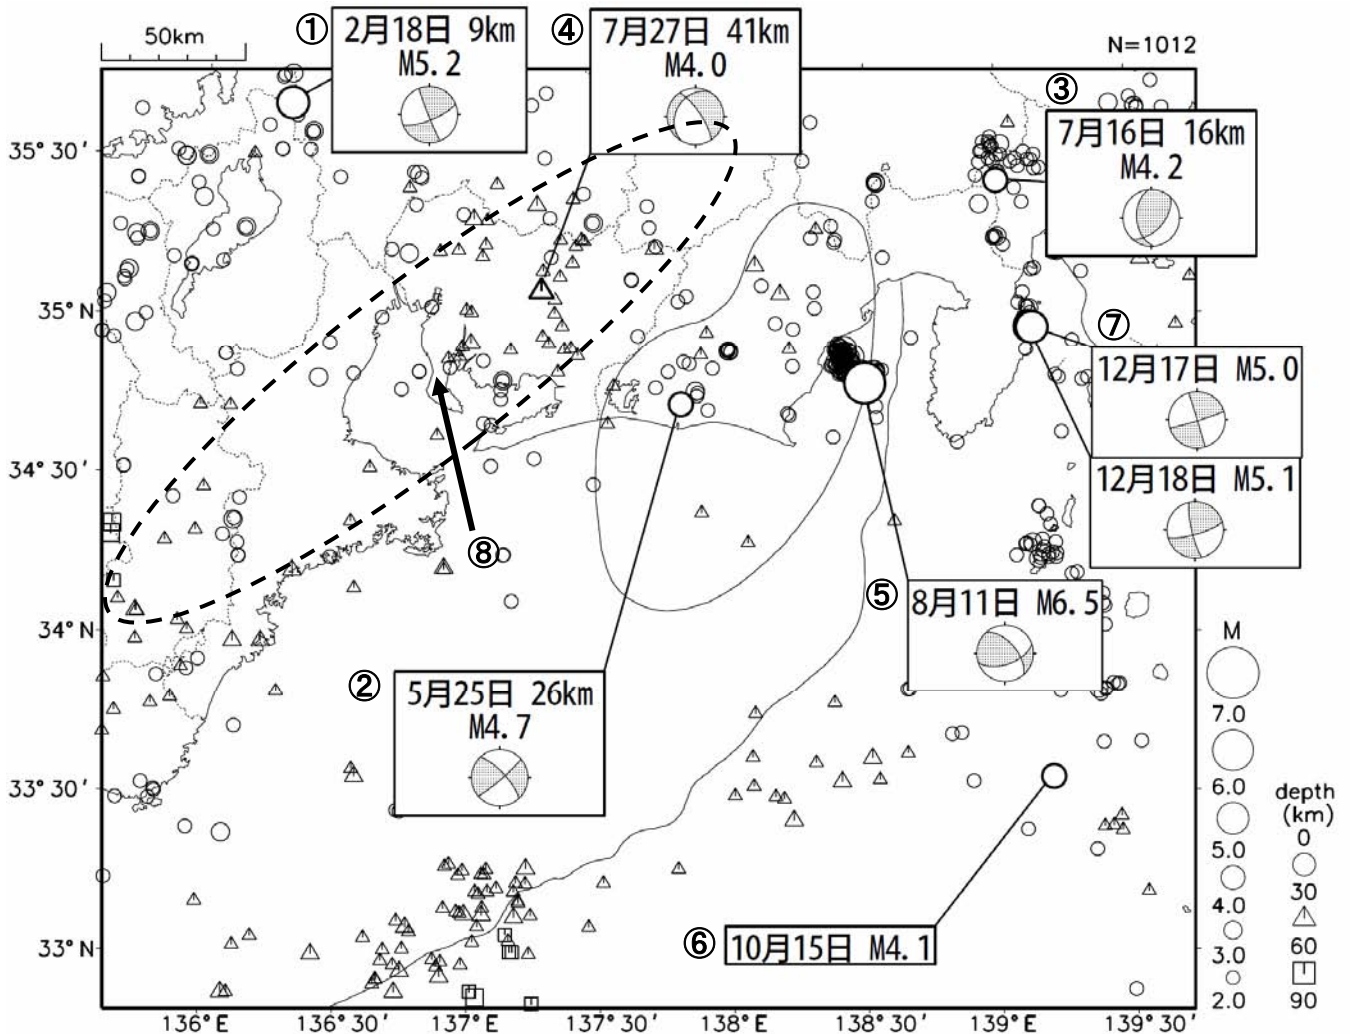 50km
N=1012
①
2月18日 9km
M5.2
④
7月27日 41km
M4.0
③
7月16日 16km
M4.2
⑦
12月17日 M5.0
12月18日 M5.1
⑤
8月11日 M6.5
②
5月25日 26km
M4.7
⑥
10月15日 M4.1
⑧
35° 30′
35° N
34° 30′
34° N
33° 30′
33° N
136° E
136° 30′
137° E
137° 30′
138° E
138° 30′
139° E
139° 30′
M
7.0
6.0
5.0
4.0
3.0
2.0
depth
(km)
0
30
60
90